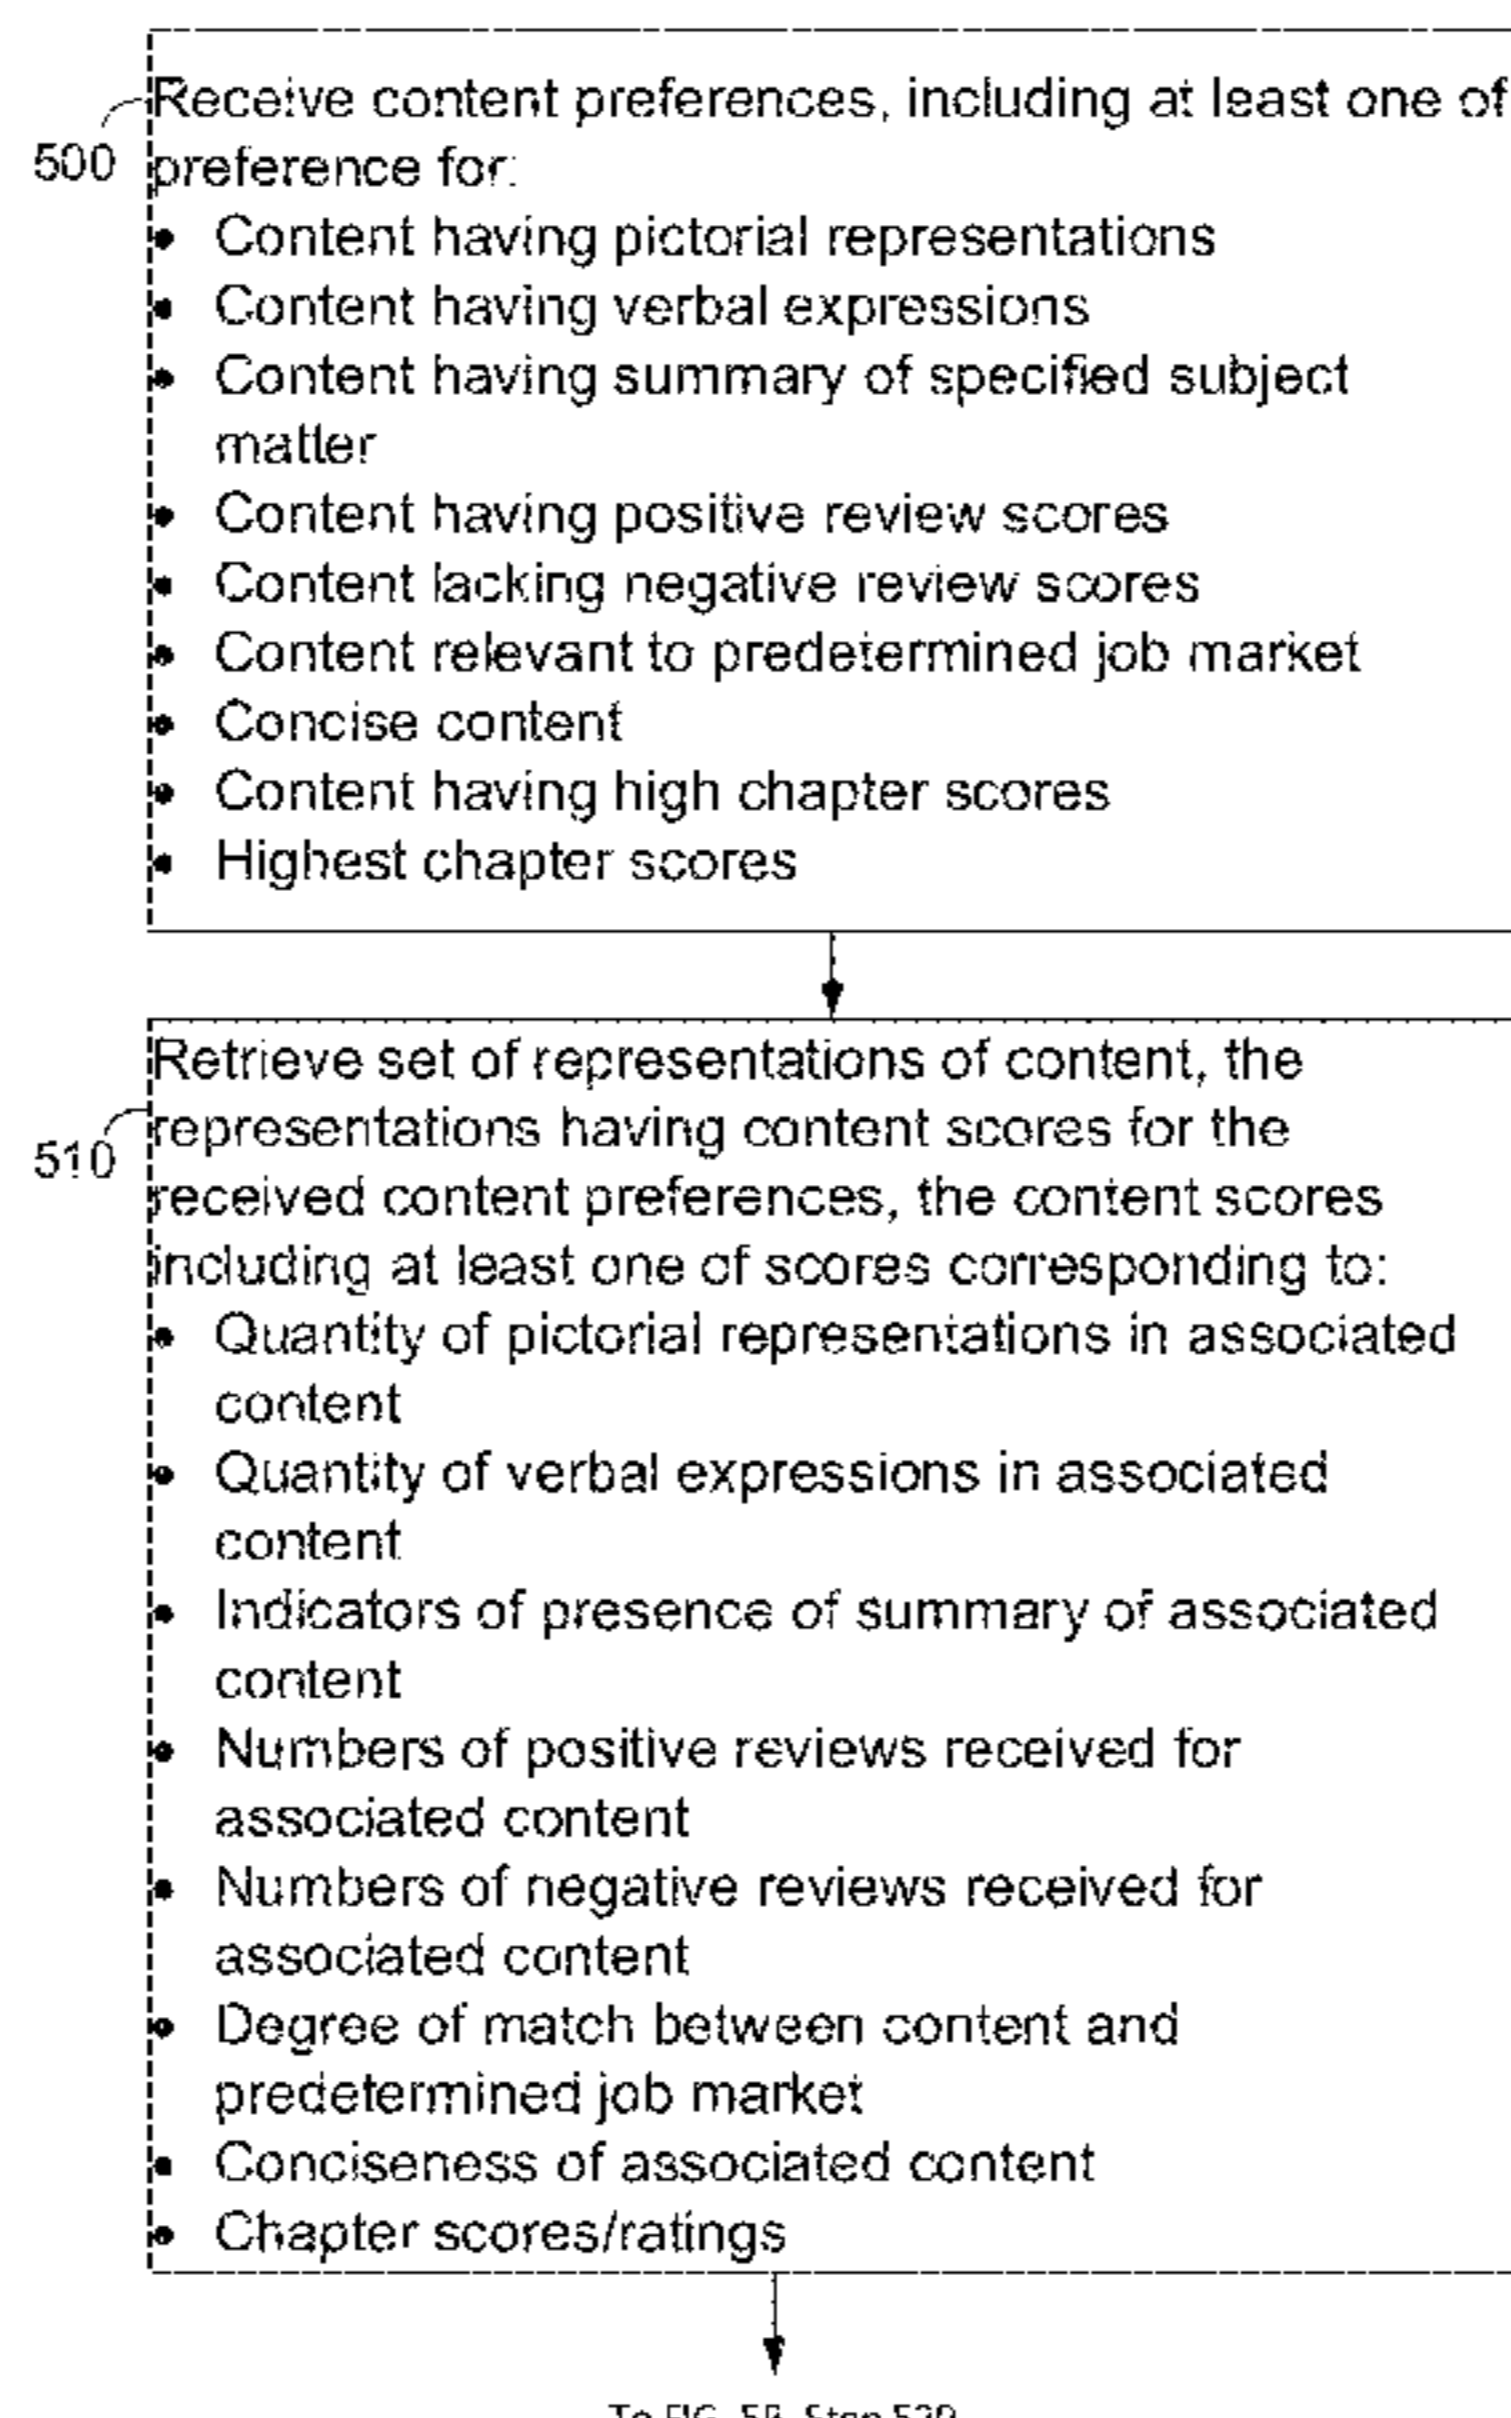 Receive content preferences, including at least one of
500
preference for:
• Content having pictorial representations
• Content having verbal expressions
• Content having summary of specified subject
matter
• Content having positive review scores
• Content lacking negative review scores
• Content relevant to predetermined job market
• Concise content
• Content having high chapter scores
• Highest chapter scores
Retrieve set of representations of content, the
representations having content scores for the
510
received content preferences, the content scores
including at least one of scores corresponding to:
• Quantity of pictorial representations in associated
content
• Quantity of verbal expressions in associated
content
• Indicators of presence of summary of associated
content
• Numbers of positive reviews received for
associated content
• Numbers of negative reviews received for
associated content
• Degree of match between content and
predetermined job market
• Conciseness of associated content
• Chapter scores/ratings
To FIG. Step